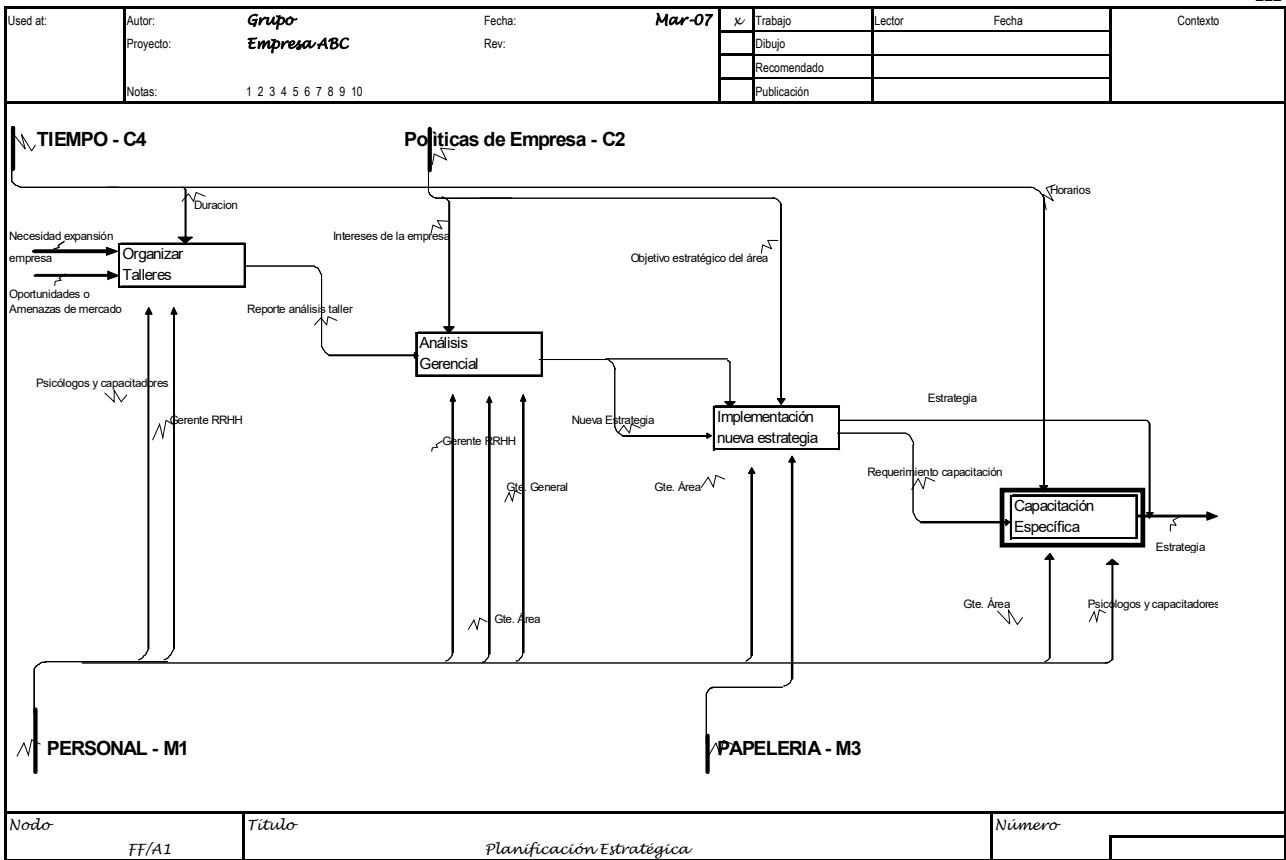 Used at:
Autor:
Grupo
Fecha:
Mar-07
x
Trabajo
Lector
Fecha
Contexto
Proyecto:
Empresa ABC
Rev:
Dibujo
Recomendado
Notas:
1 2 3 4 5 6 7 8 9 10
Publicación
TIEMPO - C4
Polìticas de Empresa - C2
Horarios
Duracion
Necesidad expansión
empresa
Intereses de la empresa
Organizar
Talleres
Objetivo estratégico del área
Oportunidades o
Amenazas de mercado
Reporte análisis taller
Análisis
Gerencial
Psicólogos y capacitadores
Gerente RRHH
Estrategia
Nueva Estrategia
Implementación
nueva estrategia
Gerente RRHH
Requerimiento capacitación
Gte. General
Gte. Área
Capacitación
Específica
Estrategia
Gte. Área
Psicólogos y capacitadores
Gte. Área
PERSONAL - M1
PAPELERIA - M3
Nodo
Título
Número
FF/A1
Planificación Estratégica